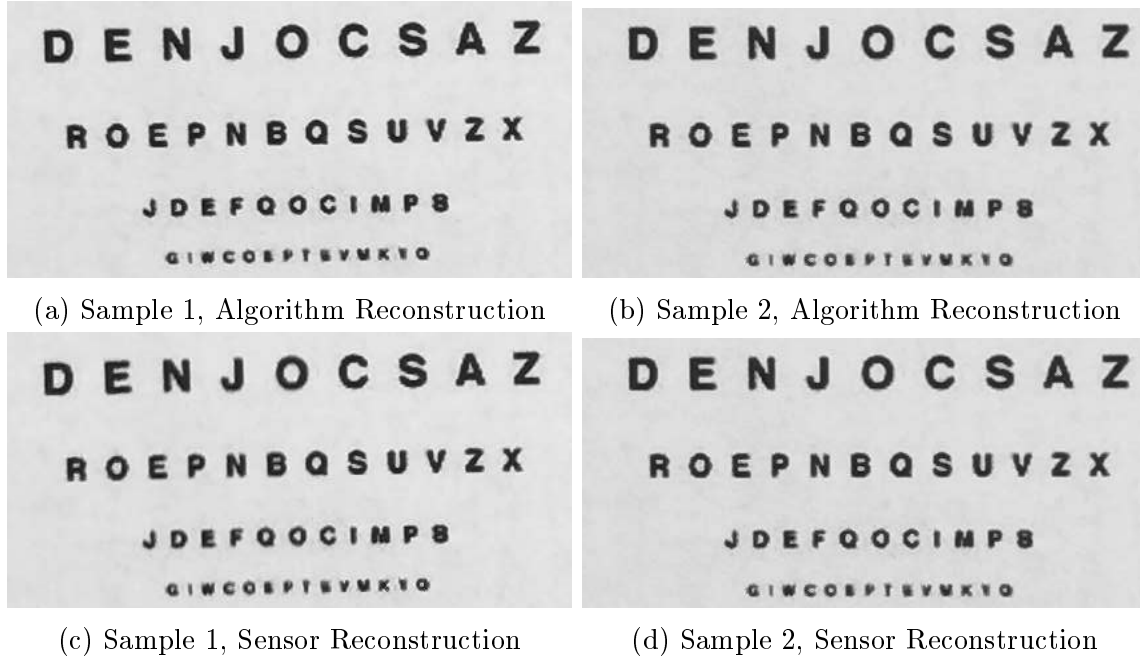 D E N J O C S A Z
R O E P N B Q S U V Z X
J D E F Q O C I M P
G I W C O
D E N J O C S A Z
R O E P N B Q S U V Z X
J D E F Q O C I M P
G I W C O
(a) Sample 1, Algorithm Reconstruction
(b) Sample 2, Algorithm Reconstruction
D E N J O C S A Z
R O E P N B Q S U V Z X
J D E F Q O C I M P
G I W C O
D E N J O C S A Z
R O E P N B Q S U V Z X
J D E F Q O C I M P
G I W C O
(c) Sample 1, Sensor Reconstruction
(d) Sample 2, Sensor Reconstruction